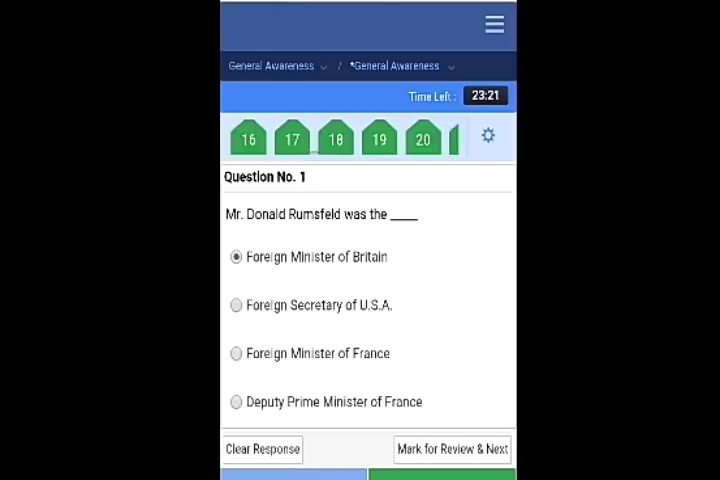 General Awareness / *General Awareness
Time Left : 23:21
16 17 18 19 20
Question No. 1
Mr. Donald Rumsfeld was the ____
Foreign Minister of Britain
Foreign Secretary of U.S.A.
Foreign Minister of France
Deputy Prime Minister of France
Clear Response Mark for Review & Next